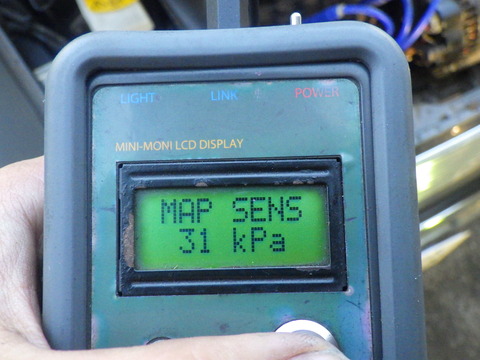 LIGHT LINK POWER
MINI-MONI LCD DISPLAY
MAP SENS
31 kPa